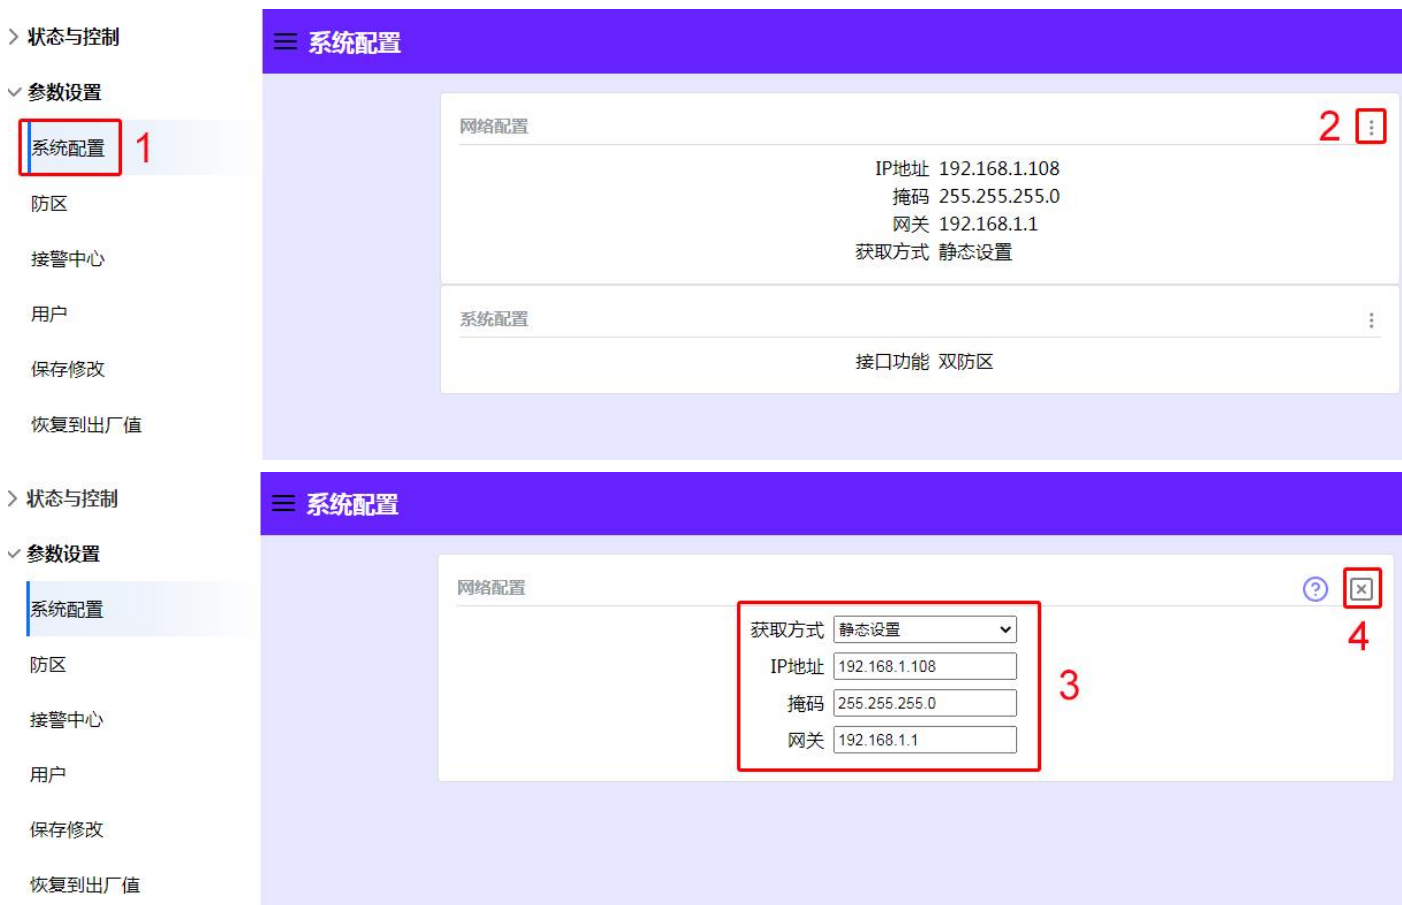 状态与控制
参数设置
系统配置
1
防区
接警中心
用户
保存修改
恢复到出厂值
系统配置
网络配置
2
IP地址 192.168.1.108
掩码 255.255.255.0
网关 192.168.1.1
获取方式 静态设置
系统配置
接口功能 双防区
状态与控制
参数设置
系统配置
防区
接警中心
用户
保存修改
恢复到出厂值
系统配置
网络配置
?
4
获取方式 静态设置
IP地址 192.168.1.108
掩码 255.255.255.0
网关 192.168.1.1
3